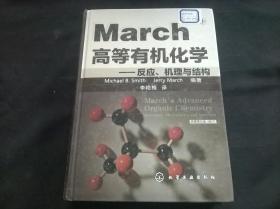 March
高等有机化学
——反应、机理与结构
Michael B. Smith　Jerry March　编著
李艳梅　译
March's Advanced
Organic Chemistry
化学工业出版社